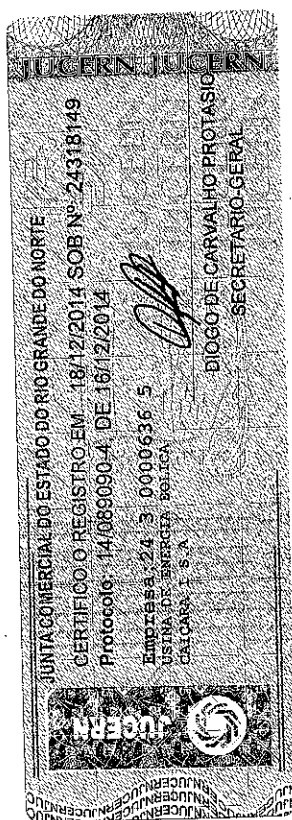 JUCERN JUCERN
JUNTA COMERCIAL DO ESTADO DO RIO GRANDE DO NORTE
CERTIFICO O REGISTRO EM 18/12/2014 SOB Nº 24318149
Protocolo: 14/089090-4 DE 16/12/2014
Empresa:24 3 0000636 5
USINA DE ENERGIA EOLICA
CAICARA I S.A
DIOGO DE CARVALHO PROTASIO
SECRETARIO-GERAL
JUCERN